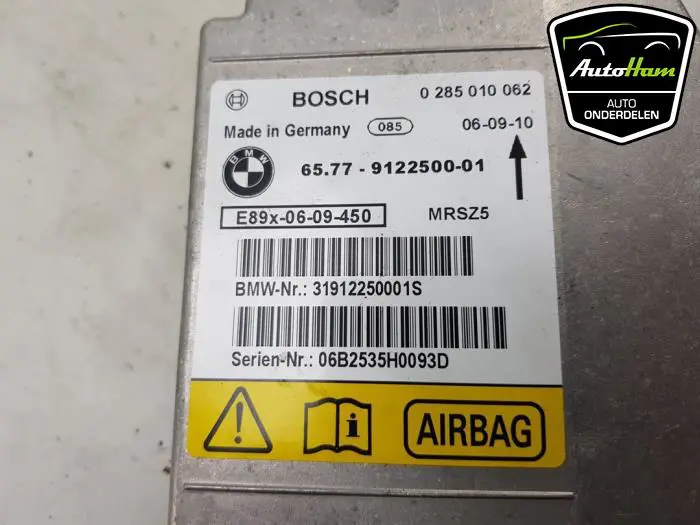 BOSCH 0 285 010 062
Made in Germany 085 06-09-10
BMW 65.77 - 9122500-01
E89x-06-09-450 MRSZ5
BMW-Nr.: 31912250001S
Serien-Nr.: 06B2535H0093D
i AIRBAG
AutoHam
AUTO
ONDERDELEN